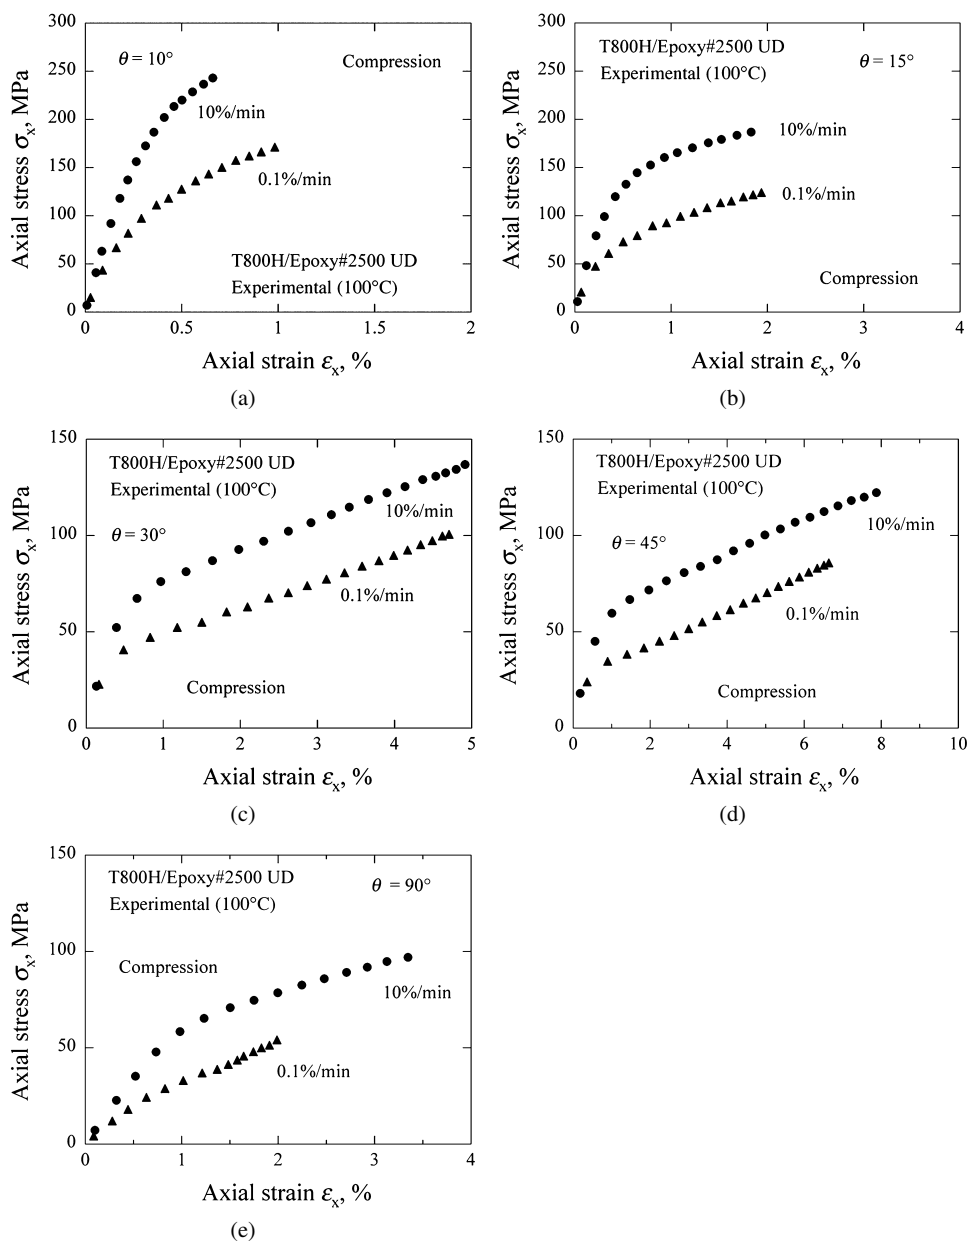 300
250
200
150
100
50
0
Axial stress σx, MPa
θ = 10°
Compression
10%/min
0.1%/min
T800H/Epoxy#2500 UD
Experimental (100°C)
0 0.5 1 1.5 2
Axial strain εx, %
(a)
300
250
200
150
100
50
0
Axial stress σx, MPa
T800H/Epoxy#2500 UD
Experimental (100°C)
θ = 15°
10%/min
0.1%/min
Compression
0 1 2 3 4
Axial strain εx, %
(b)
150
100
50
0
Axial stress σx, MPa
T800H/Epoxy#2500 UD
Experimental (100°C)
θ = 30°
10%/min
0.1%/min
Compression
0 1 2 3 4 5
Axial strain εx, %
(c)
150
100
50
0
Axial stress σx, MPa
T800H/Epoxy#2500 UD
Experimental (100°C)
θ = 45°
10%/min
0.1%/min
Compression
0 2 4 6 8 10
Axial strain εx, %
(d)
150
100
50
0
Axial stress σx, MPa
T800H/Epoxy#2500 UD
Experimental (100°C)
θ = 90°
Compression
10%/min
0.1%/min
0 1 2 3 4
Axial strain εx, %
(e)